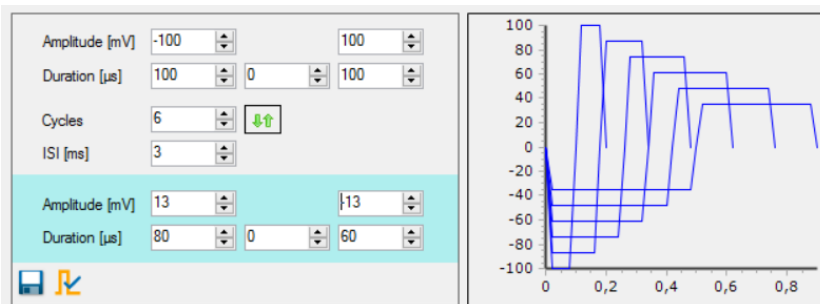 Amplitude [mV] -100 100
Duration [µs] 100 0 100
Cycles 6
ISI [ms] 3
Amplitude [mV] 13 -13
Duration [µs] 80 0 60
100
80
60
40
20
0
-20
-40
-60
-80
-100
0 0,2 0,4 0,6 0,8